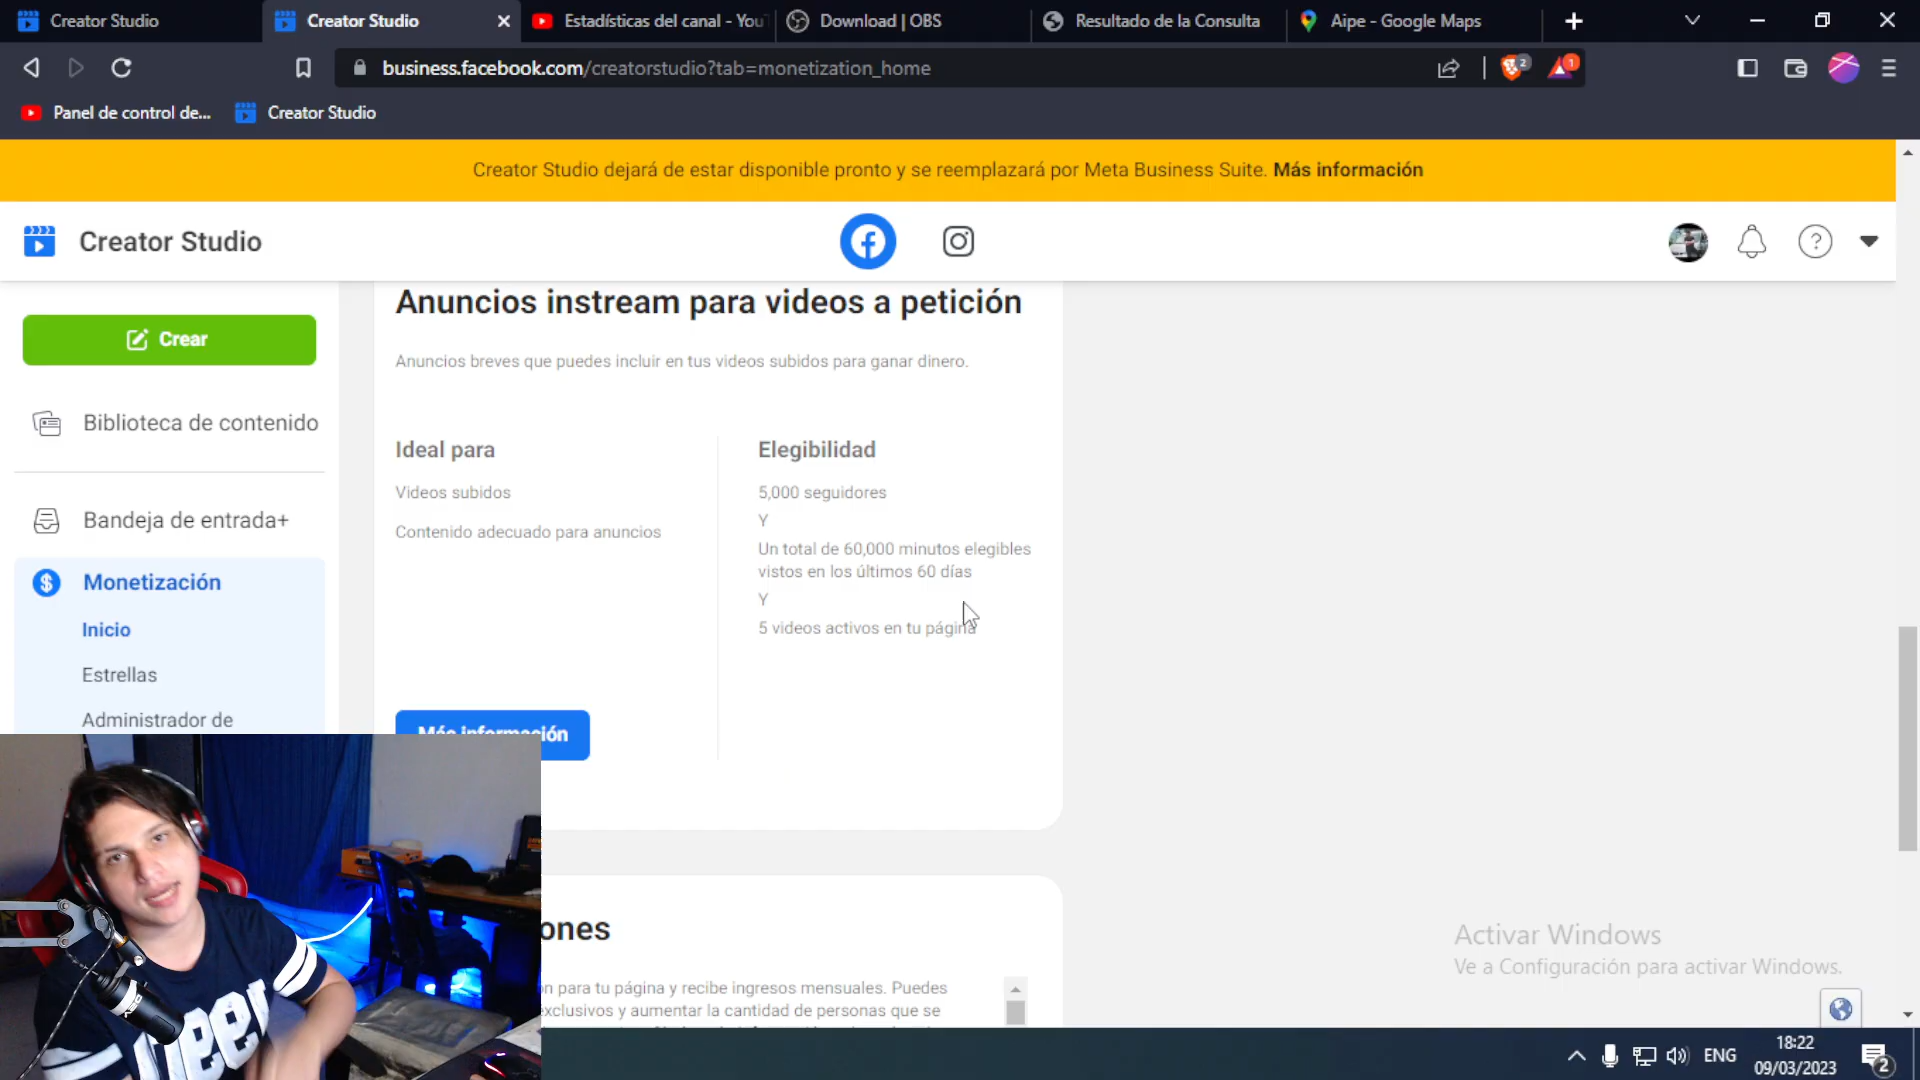 Creator Studio
Creator Studio
Estadísticas del canal - You
Download | OBS
Resultado de la Consulta
Aipe - Google Maps
business.facebook.com/creatorstudio?tab=monetization_home
2
1
Panel de control de...
Creator Studio
Creator Studio dejará de estar disponible pronto y se reemplazará por Meta Business Suite. Más información
Creator Studio
Crear
Biblioteca de contenido
Bandeja de entrada+
Monetización
Inicio
Estrellas
Administrador de
Anuncios instream para videos a petición
Anuncios breves que puedes incluir en tus videos subidos para ganar dinero.
Ideal para
Videos subidos
Contenido adecuado para anuncios
Elegibilidad
5,000 seguidores
Y
Un total de 60,000 minutos elegibles
vistos en los últimos 60 días
Y
5 videos activos en tu página
Más información
ones
ón para tu página y recibe ingresos mensuales. Puedes
exclusivos y aumentar la cantidad de personas que se
Activar Windows
Ve a Configuración para activar Windows.
ENG
18:22
09/03/2023
2